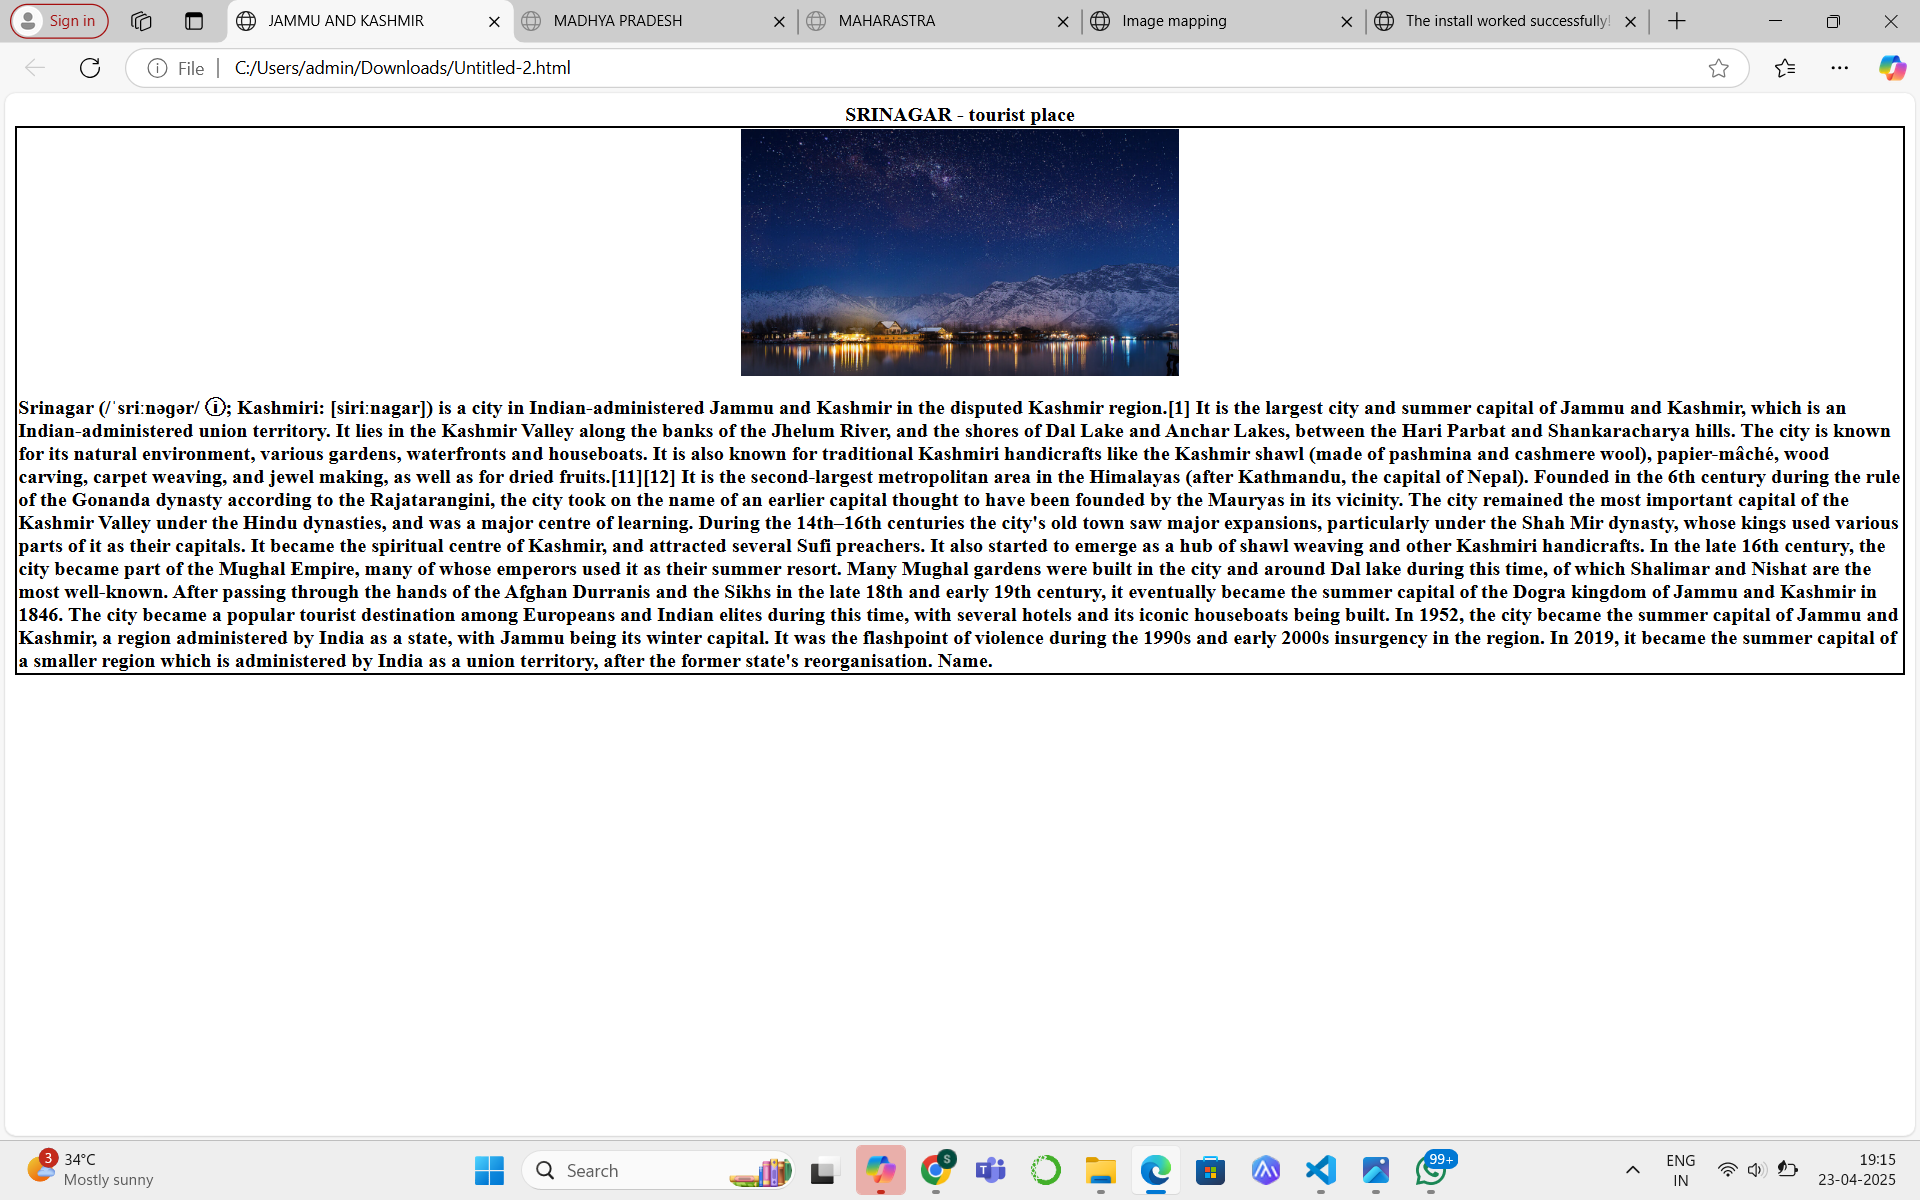 Sign in
JAMMU AND KASHMIR
MADHYA PRADESH
MAHARASTRA
Image mapping
The install worked successfully!
File
C:/Users/admin/Downloads/Untitled-2.html
SRINAGAR - tourist place
Srinagar (/ˈsriːnəɡər/ ⓘ; Kashmiri: [siriːnagar]) is a city in Indian-administered Jammu and Kashmir in the disputed Kashmir region.[1] It is the largest city and summer capital of Jammu and Kashmir, which is an
Indian-administered union territory. It lies in the Kashmir Valley along the banks of the Jhelum River, and the shores of Dal Lake and Anchar Lakes, between the Hari Parbat and Shankaracharya hills. The city is known
for its natural environment, various gardens, waterfronts and houseboats. It is also known for traditional Kashmiri handicrafts like the Kashmir shawl (made of pashmina and cashmere wool), papier-mâché, wood
carving, carpet weaving, and jewel making, as well as for dried fruits.[11][12] It is the second-largest metropolitan area in the Himalayas (after Kathmandu, the capital of Nepal). Founded in the 6th century during the rule
of the Gonanda dynasty according to the Rajatarangini, the city took on the name of an earlier capital thought to have been founded by the Mauryas in its vicinity. The city remained the most important capital of the
Kashmir Valley under the Hindu dynasties, and was a major centre of learning. During the 14th–16th centuries the city's old town saw major expansions, particularly under the Shah Mir dynasty, whose kings used various
parts of it as their capitals. It became the spiritual centre of Kashmir, and attracted several Sufi preachers. It also started to emerge as a hub of shawl weaving and other Kashmiri handicrafts. In the late 16th century, the
city became part of the Mughal Empire, many of whose emperors used it as their summer resort. Many Mughal gardens were built in the city and around Dal lake during this time, of which Shalimar and Nishat are the
most well-known. After passing through the hands of the Afghan Durranis and the Sikhs in the late 18th and early 19th century, it eventually became the summer capital of the Dogra kingdom of Jammu and Kashmir in
1846. The city became a popular tourist destination among Europeans and Indian elites during this time, with several hotels and its iconic houseboats being built. In 1952, the city became the summer capital of Jammu and
Kashmir, a region administered by India as a state, with Jammu being its winter capital. It was the flashpoint of violence during the 1990s and early 2000s insurgency in the region. In 2019, it became the summer capital of
a smaller region which is administered by India as a union territory, after the former state's reorganisation. Name.
3
34°C
Mostly sunny
Search
S
99+
ENG
IN
19:15
23-04-2025